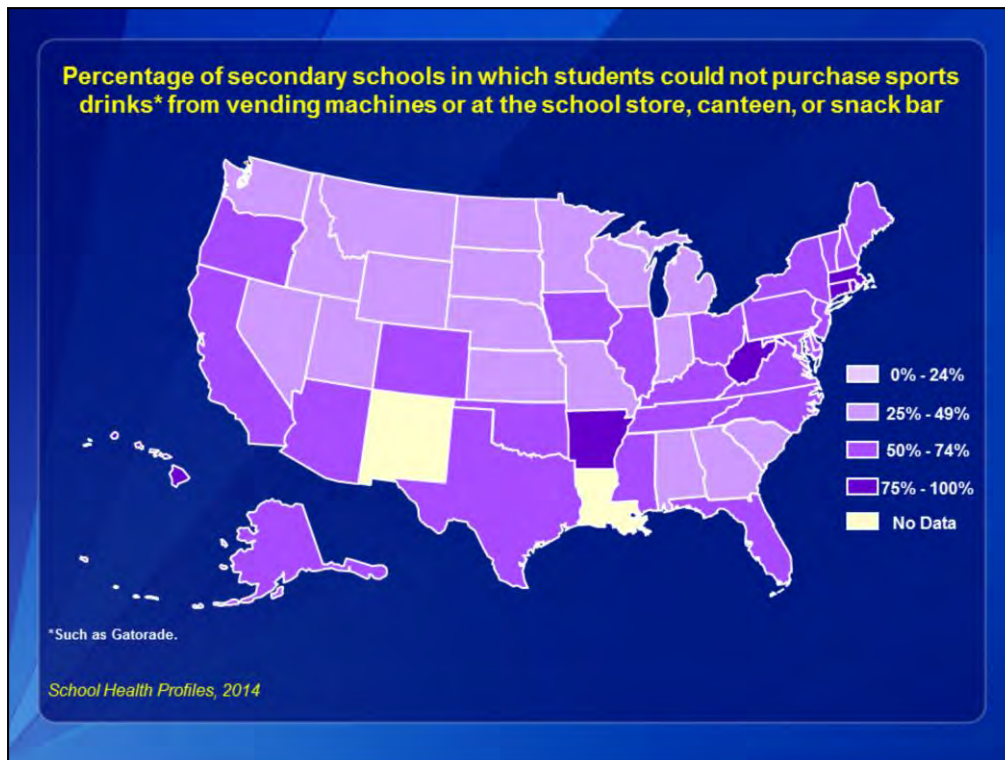 Percentage of secondary schools in which students could not purchase sports
drinks* from vending machines or at the school store, canteen, or snack bar
0% - 24%
25% - 49%
50% - 74%
75% - 100%
No Data
*Such as Gatorade.
School Health Profiles, 2014